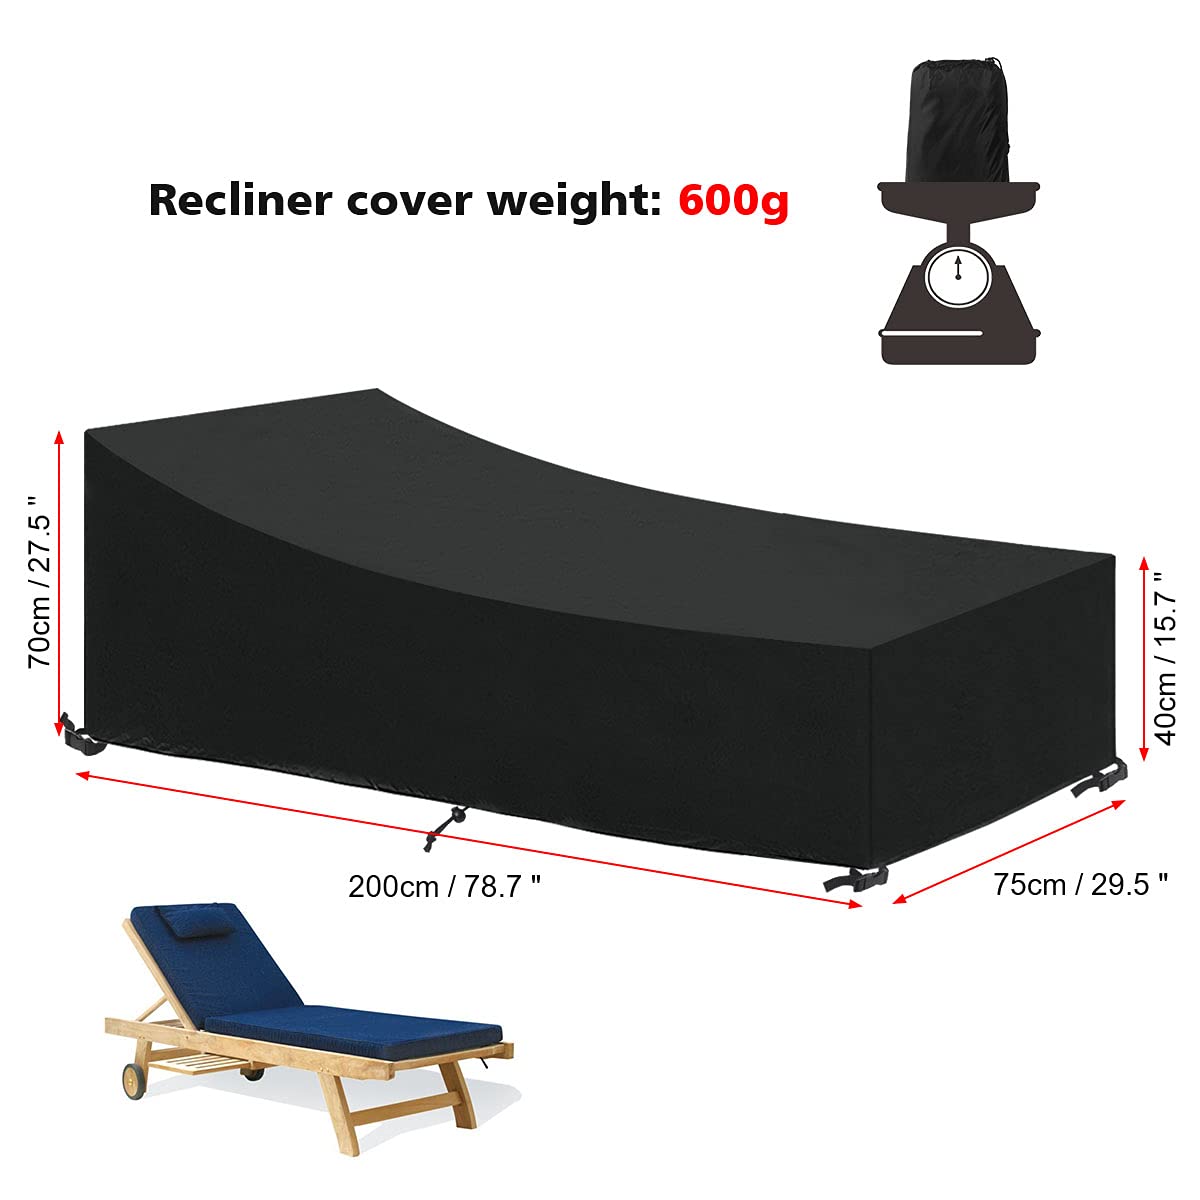 Recliner cover weight: 600g
70cm / 27.5 "
40cm / 15.7 "
200cm / 78.7 "
75cm / 29.5 "